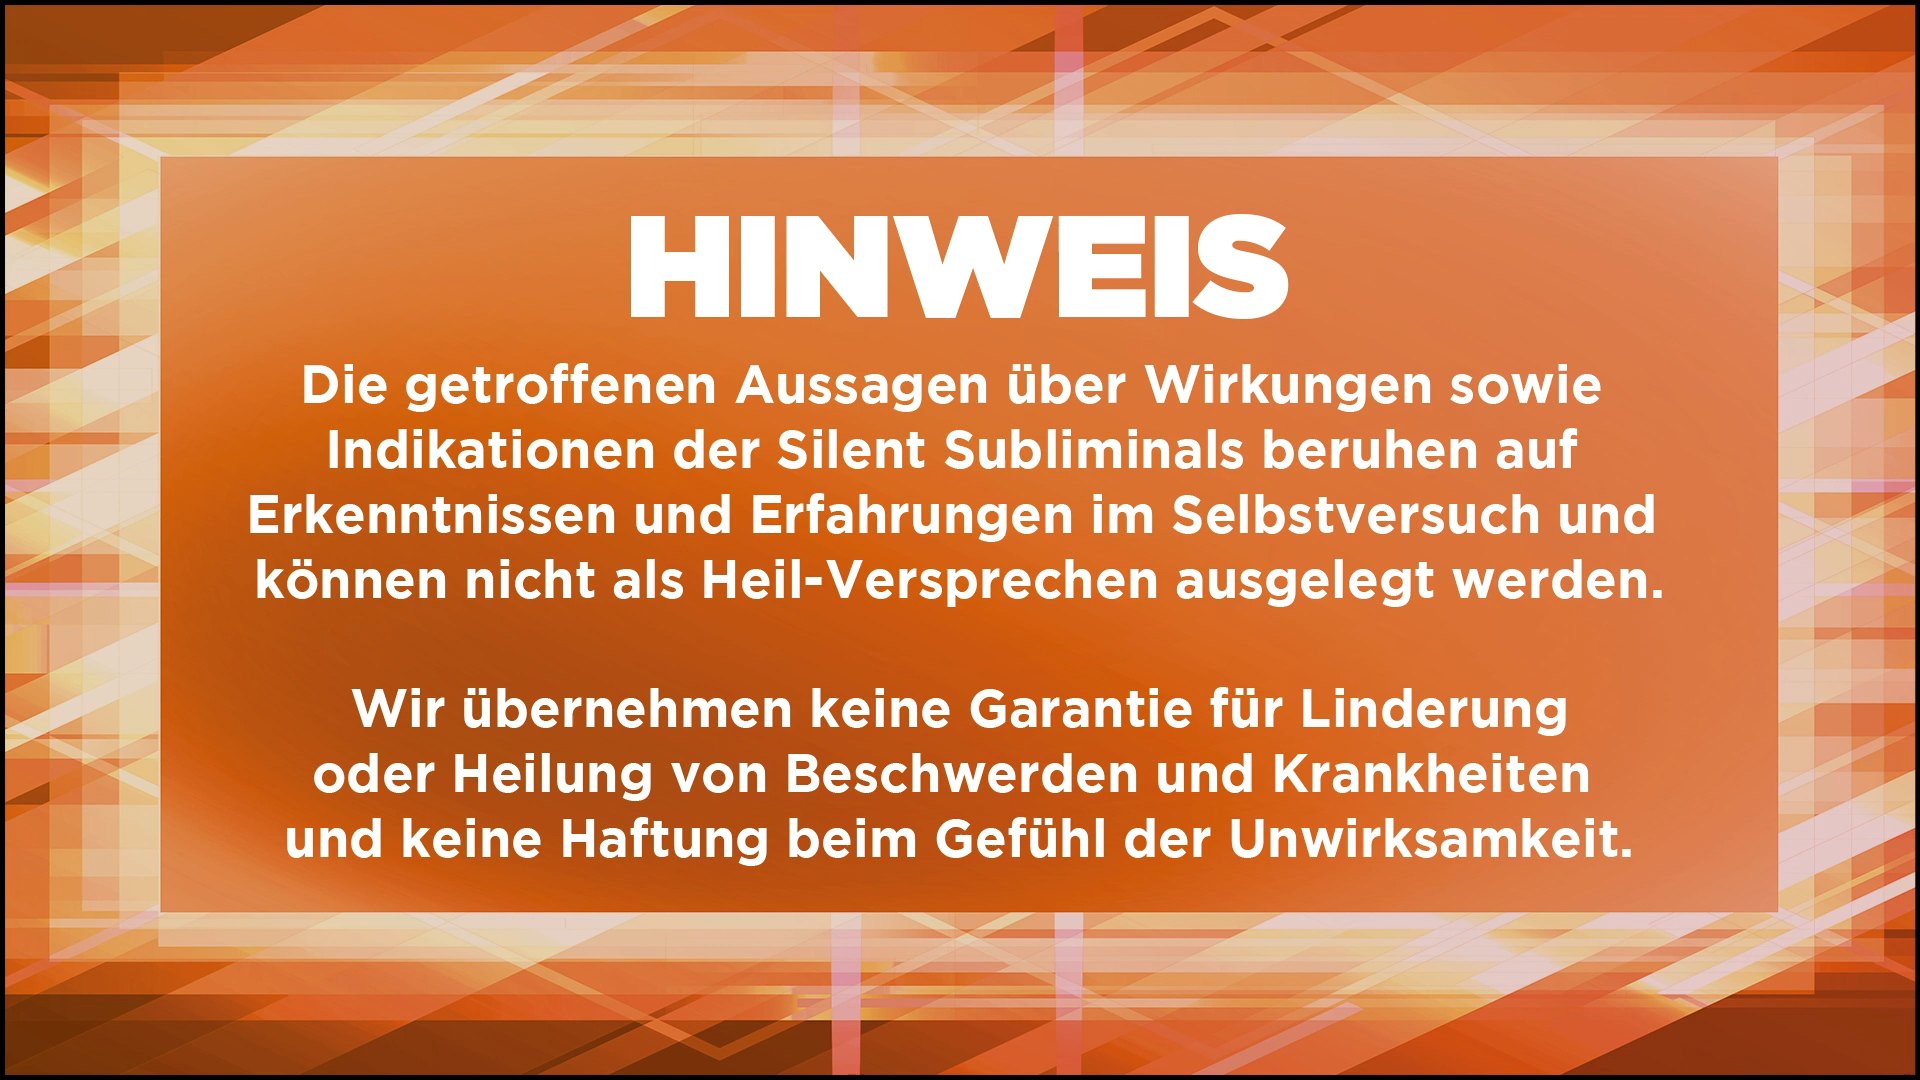 HINWEIS
Die getroffenen Aussagen über Wirkungen sowie
Indikationen der Silent Subliminals beruhen auf
Erkenntnissen und Erfahrungen im Selbstversuch und
können nicht als Heil-Versprechen ausgelegt werden.
Wir übernehmen keine Garantie für Linderung
oder Heilung von Beschwerden und Krankheiten
und keine Haftung beim Gefühl der Unwirksamkeit.